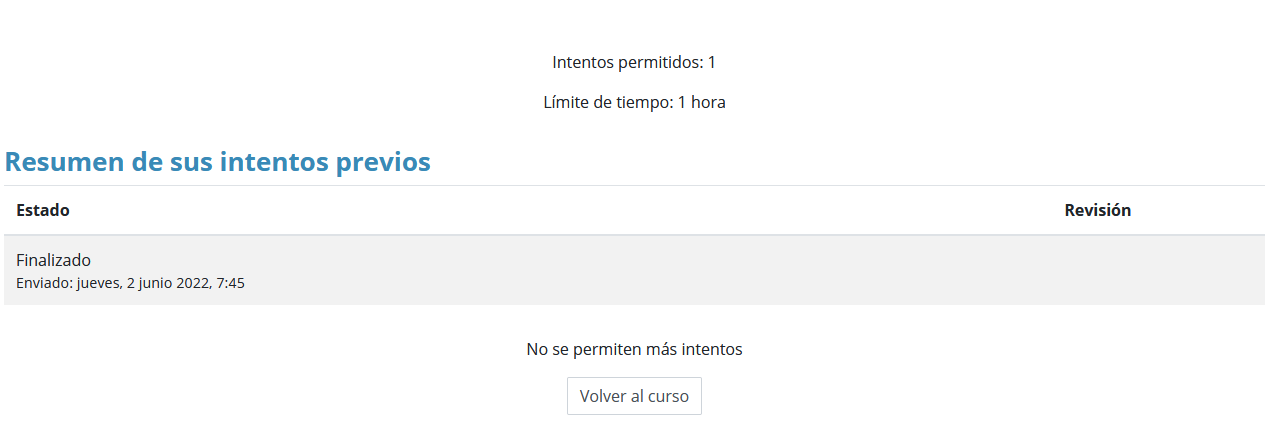 Intentos permitidos: 1
Límite de tiempo: 1 hora
Resumen de sus intentos previos
Estado Revisión
Finalizado
Enviado: jueves, 2 junio 2022, 7:45
No se permiten más intentos
Volver al curso